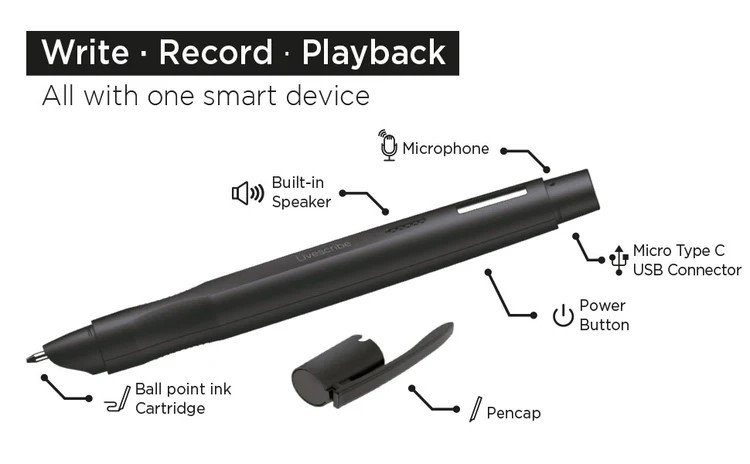 Write · Record · Playback
All with one smart device
Microphone
Built-in
Speaker
Livescribe
Micro Type C
USB Connector
Power
Button
Ball point ink
Cartridge
Pencap